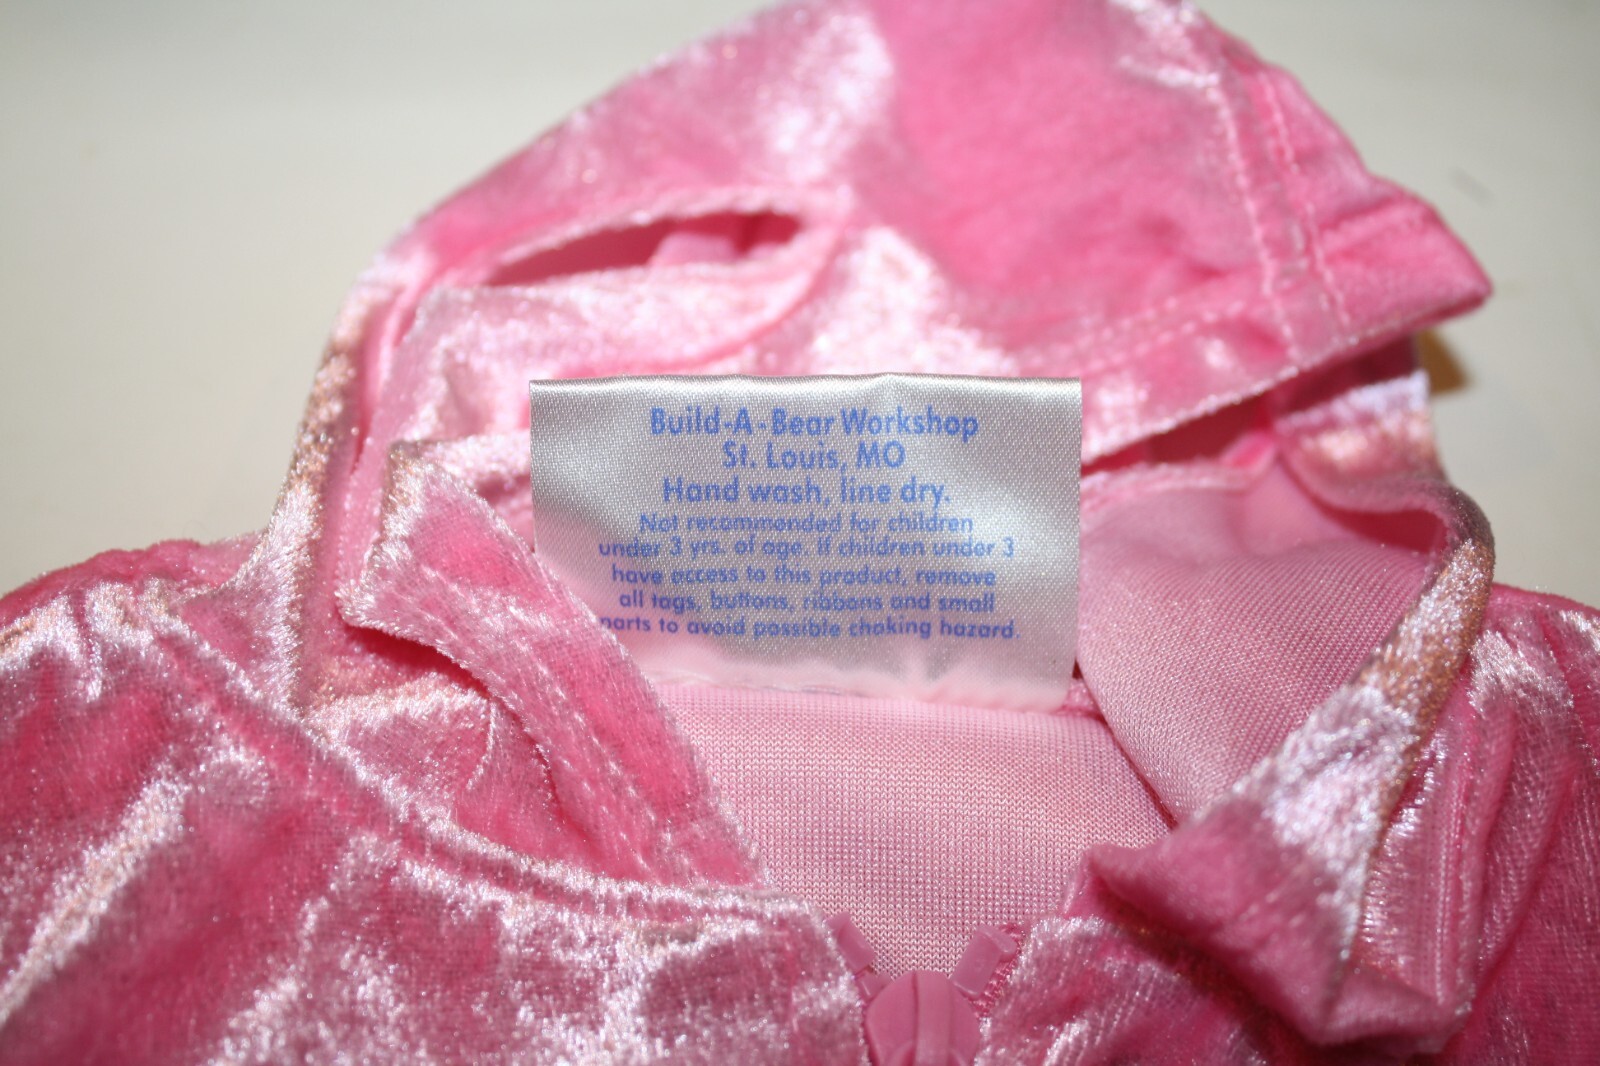 Build-A-Bear Workshop
St. Louis, MO
Hand wash, line dry.
Not recommended for children
under 3 yrs. of age. If children under 3
have access to this product, remove
all tags, buttons, ribbons and small
parts to avoid possible choking hazard.